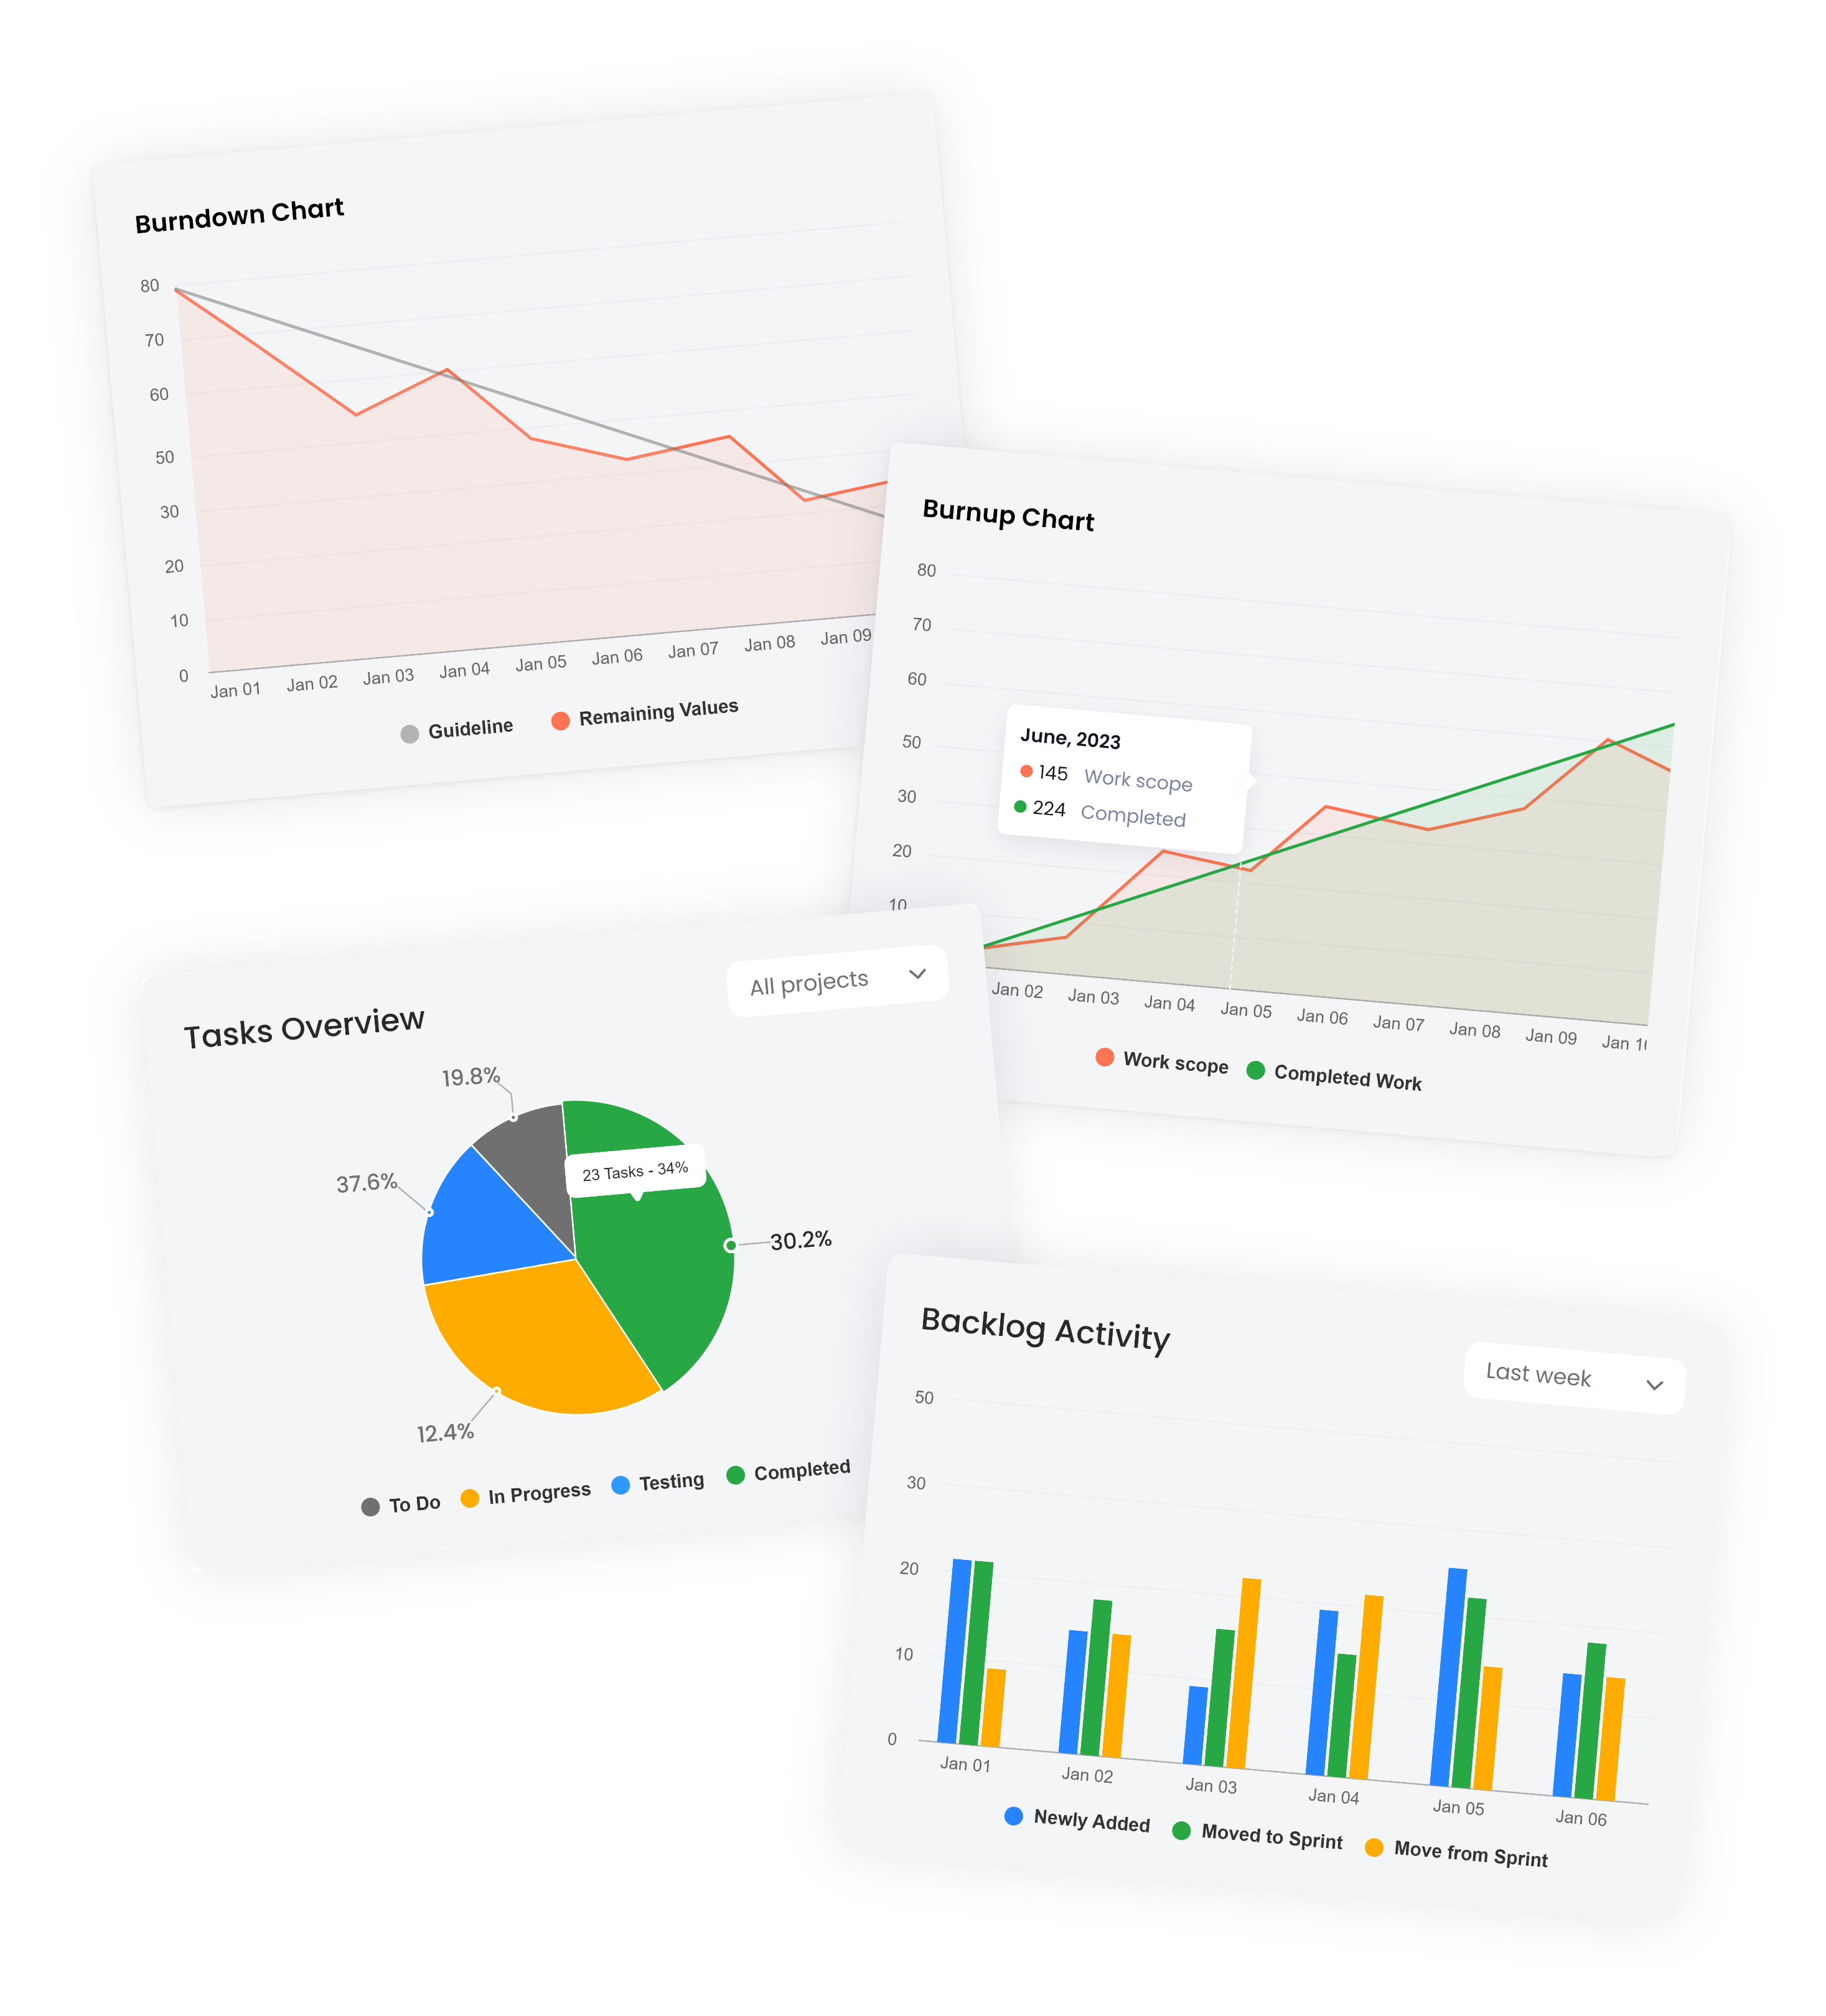 Burndown Chart
80
70
60
50
30
20
10
0
Jan 01 Jan 02 Jan 03 Jan 04 Jan 05 Jan 06 Jan 07 Jan 08 Jan 09
Guideline Remaining Values
Burnup Chart
80
70
60
50
30
20
10
June, 2023
145 Work scope
224 Completed
Jan 02 Jan 03 Jan 04 Jan 05 Jan 06 Jan 07 Jan 08 Jan 09 Jan 10
Work scope Completed Work
Tasks Overview
All projects
19.8%
37.6%
23 Tasks - 34%
30.2%
12.4%
To Do In Progress Testing Completed
Backlog Activity
Last week
50
30
20
10
0
Jan 01 Jan 02 Jan 03 Jan 04 Jan 05 Jan 06
Newly Added Moved to Sprint Move from Sprint